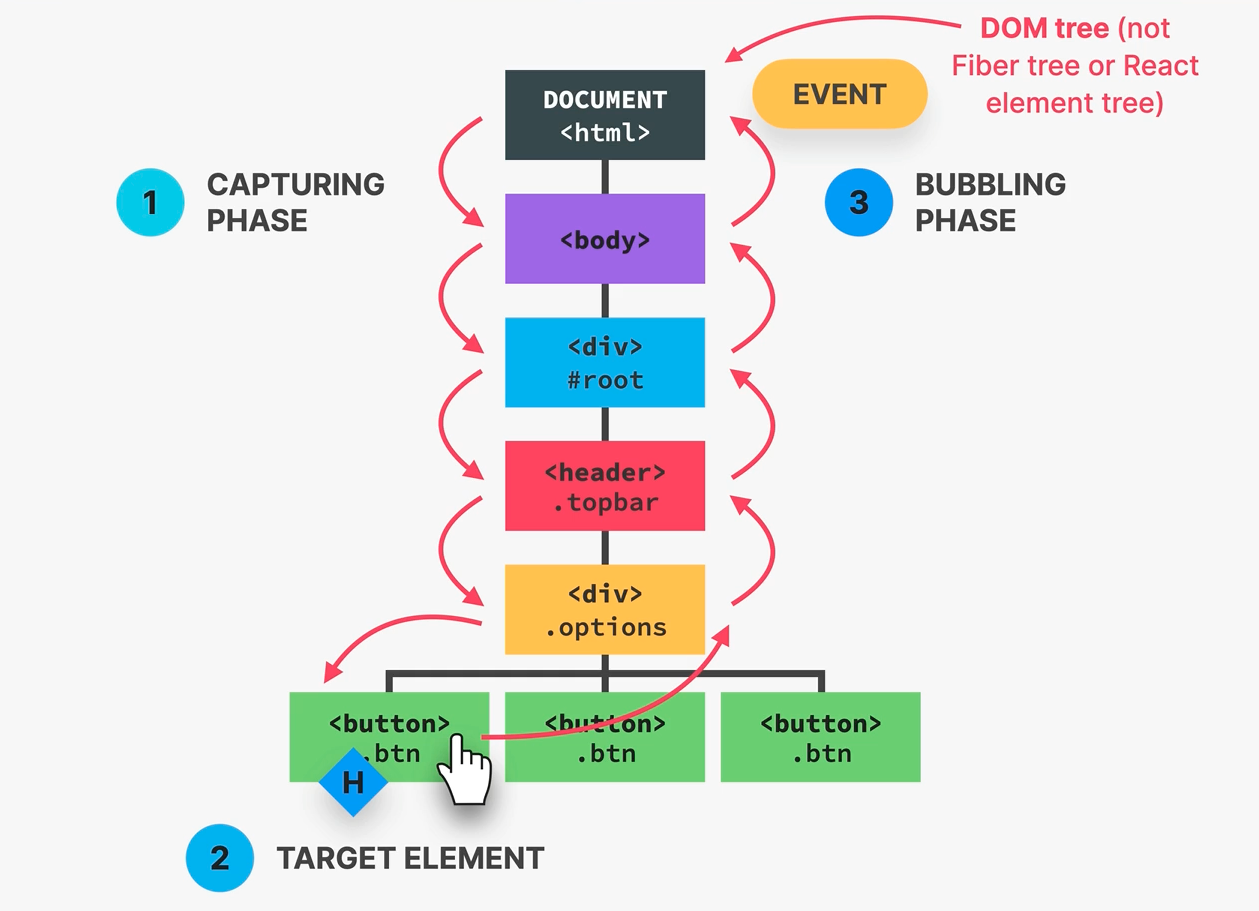 DOM tree (not
Fiber tree or React
element tree)
DOCUMENT
<html>
EVENT
1
CAPTURING
PHASE
3
BUBBLING
PHASE
<body>
<div>
#root
<header>
.topbar
<div>
.options
<button>
.btn
<button>
.btn
<button>
.btn
H
2
TARGET ELEMENT